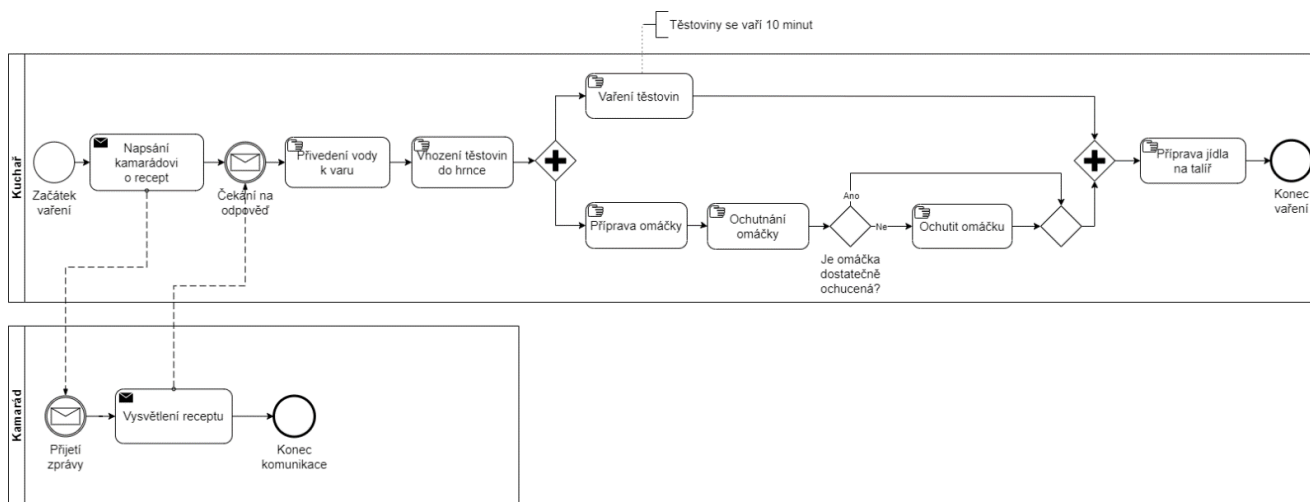 Těstoviny se vaří 10 minut
Kuchař
Začátek
vaření
Napsání
kamarádovi
o recept
Čekání na
odpověď
Přivedení vody
k varu
Vhození těstovin
do hrnce
Vaření těstovin
Příprava omáčky
Ochutnání
omáčky
Ano
Ne
Je omáčka
dostatečně
ochucená?
Ochutit omáčku
Příprava jídla
na talíř
Konec
vaření
Kamarád
Přijetí
zprávy
Vysvětlení receptu
Konec
komunikace